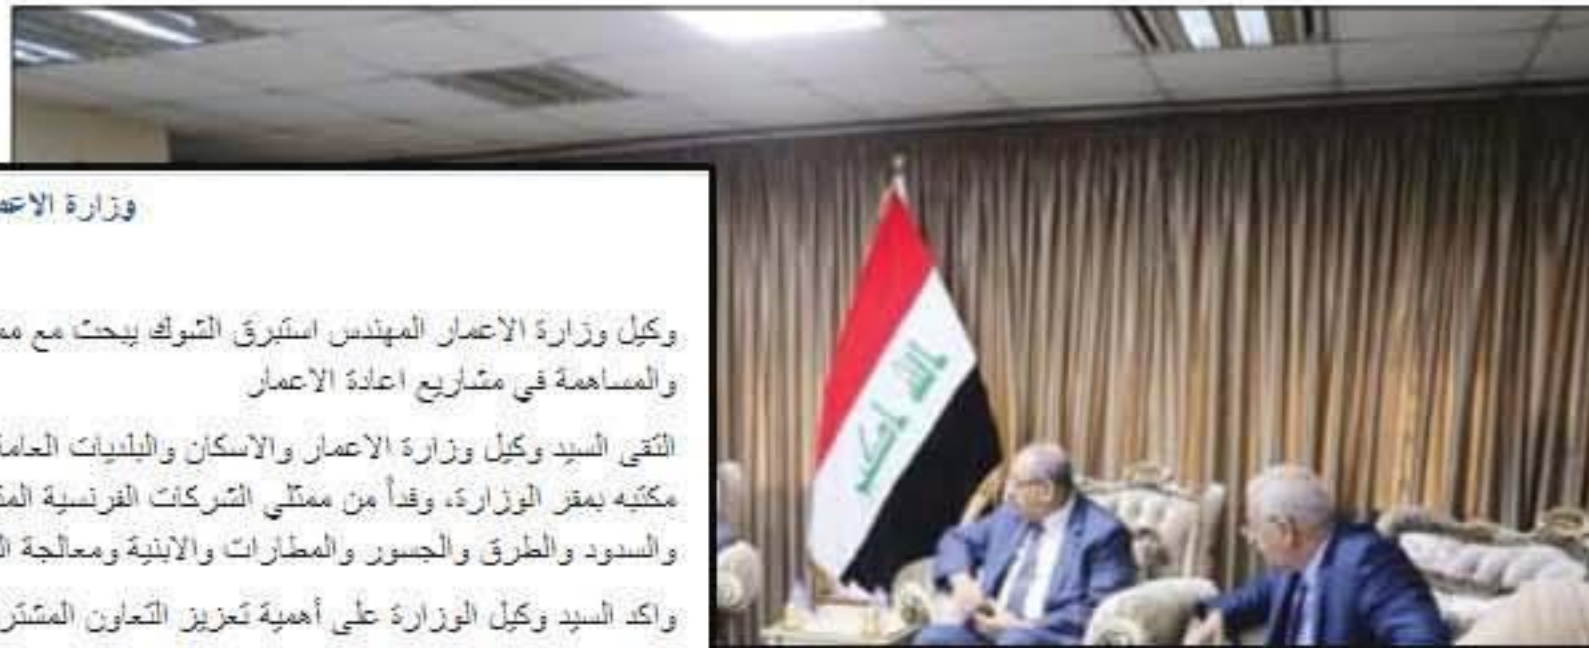 وزارة الاعم
وكيل وزارة الاعمار المهندس استبرق الشوك يبحث مع مم
والمساهمة في مشاريع اعادة الاعمار
التقى السيد وكيل وزارة الاعمار والاسكان والبلديات العامة
مكتبه بمقر الوزارة، وفداً من ممثلي الشركات الفرنسية المت
والسدود والطرق والجسور والمطارات والابنية ومعالجة ال
واكد السيد وكيل الوزارة على أهمية تعزيز التعاون المشتر
الله اكبر